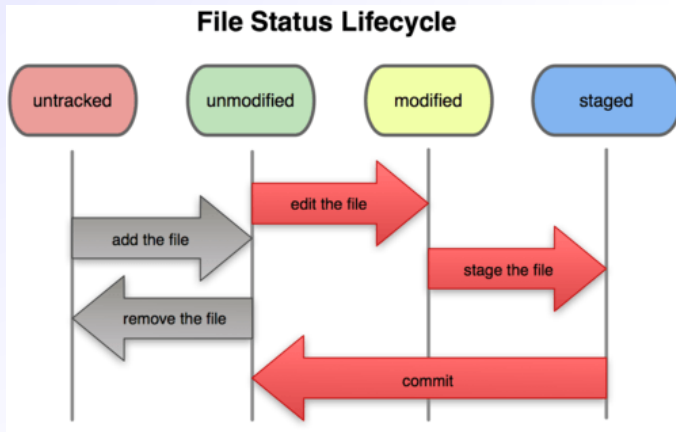 File Status Lifecycle
untracked
unmodified
modified
staged
edit the file
add the file
stage the file
remove the file
commit